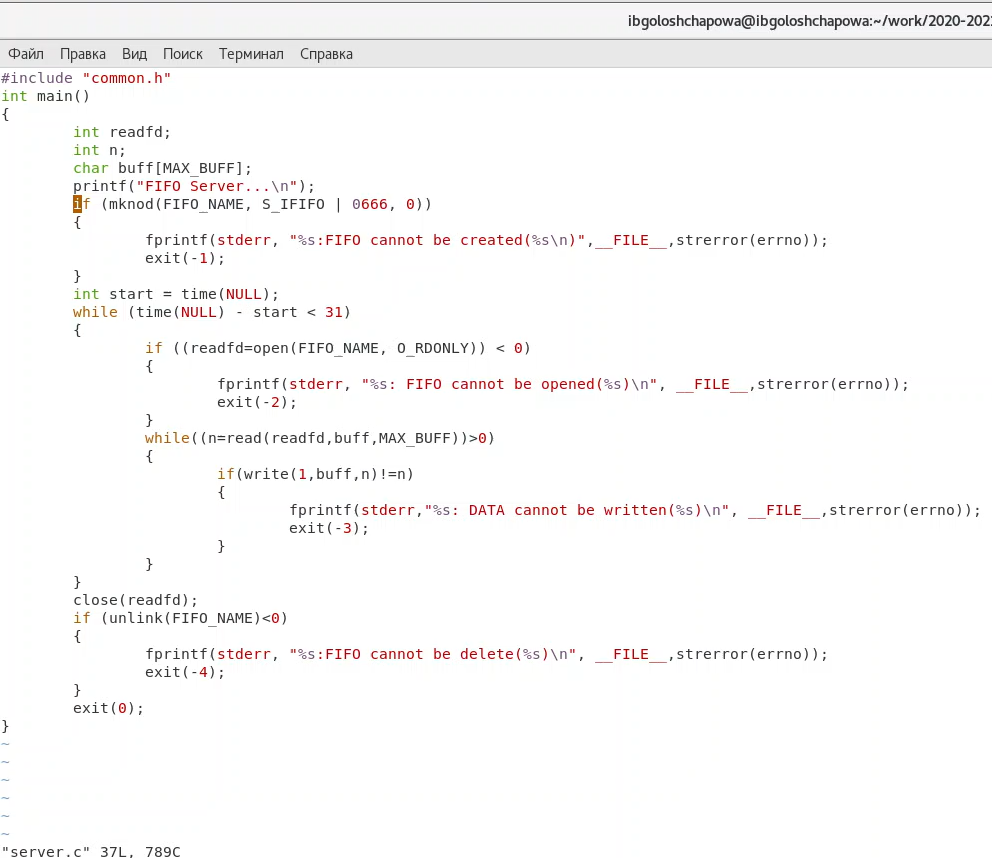 ibgoloshchapowa@ibgoloshchapowa:~/work/2020-202
Файл Правка Вид Поиск Терминал Справка
#include "common.h"
int main()
{
        int readfd;
        int n;
        char buff[MAX_BUFF];
        printf("FIFO Server...\n");
        if (mknod(FIFO_NAME, S_IFIFO | 0666, 0))
        {
                fprintf(stderr, "%s:FIFO cannot be created(%s\n)",__FILE__,strerror(errno));
                exit(-1);
        }
        int start = time(NULL);
        while (time(NULL) - start < 31)
        {
                if ((readfd=open(FIFO_NAME, O_RDONLY)) < 0)
                {
                        fprintf(stderr, "%s: FIFO cannot be opened(%s)\n", __FILE__,strerror(errno));
                        exit(-2);
                }
                while((n=read(readfd,buff,MAX_BUFF))>0)
                {
                        if(write(1,buff,n)!=n)
                        {
                                fprintf(stderr,"%s: DATA cannot be written(%s)\n", __FILE__,strerror(errno));
                                exit(-3);
                        }
                }
        }
        close(readfd);
        if (unlink(FIFO_NAME)<0)
        {
                fprintf(stderr, "%s:FIFO cannot be delete(%s)\n", __FILE__,strerror(errno));
                exit(-4);
        }
        exit(0);
}
~
~
~
~
~
~
"server.c" 37L, 789C